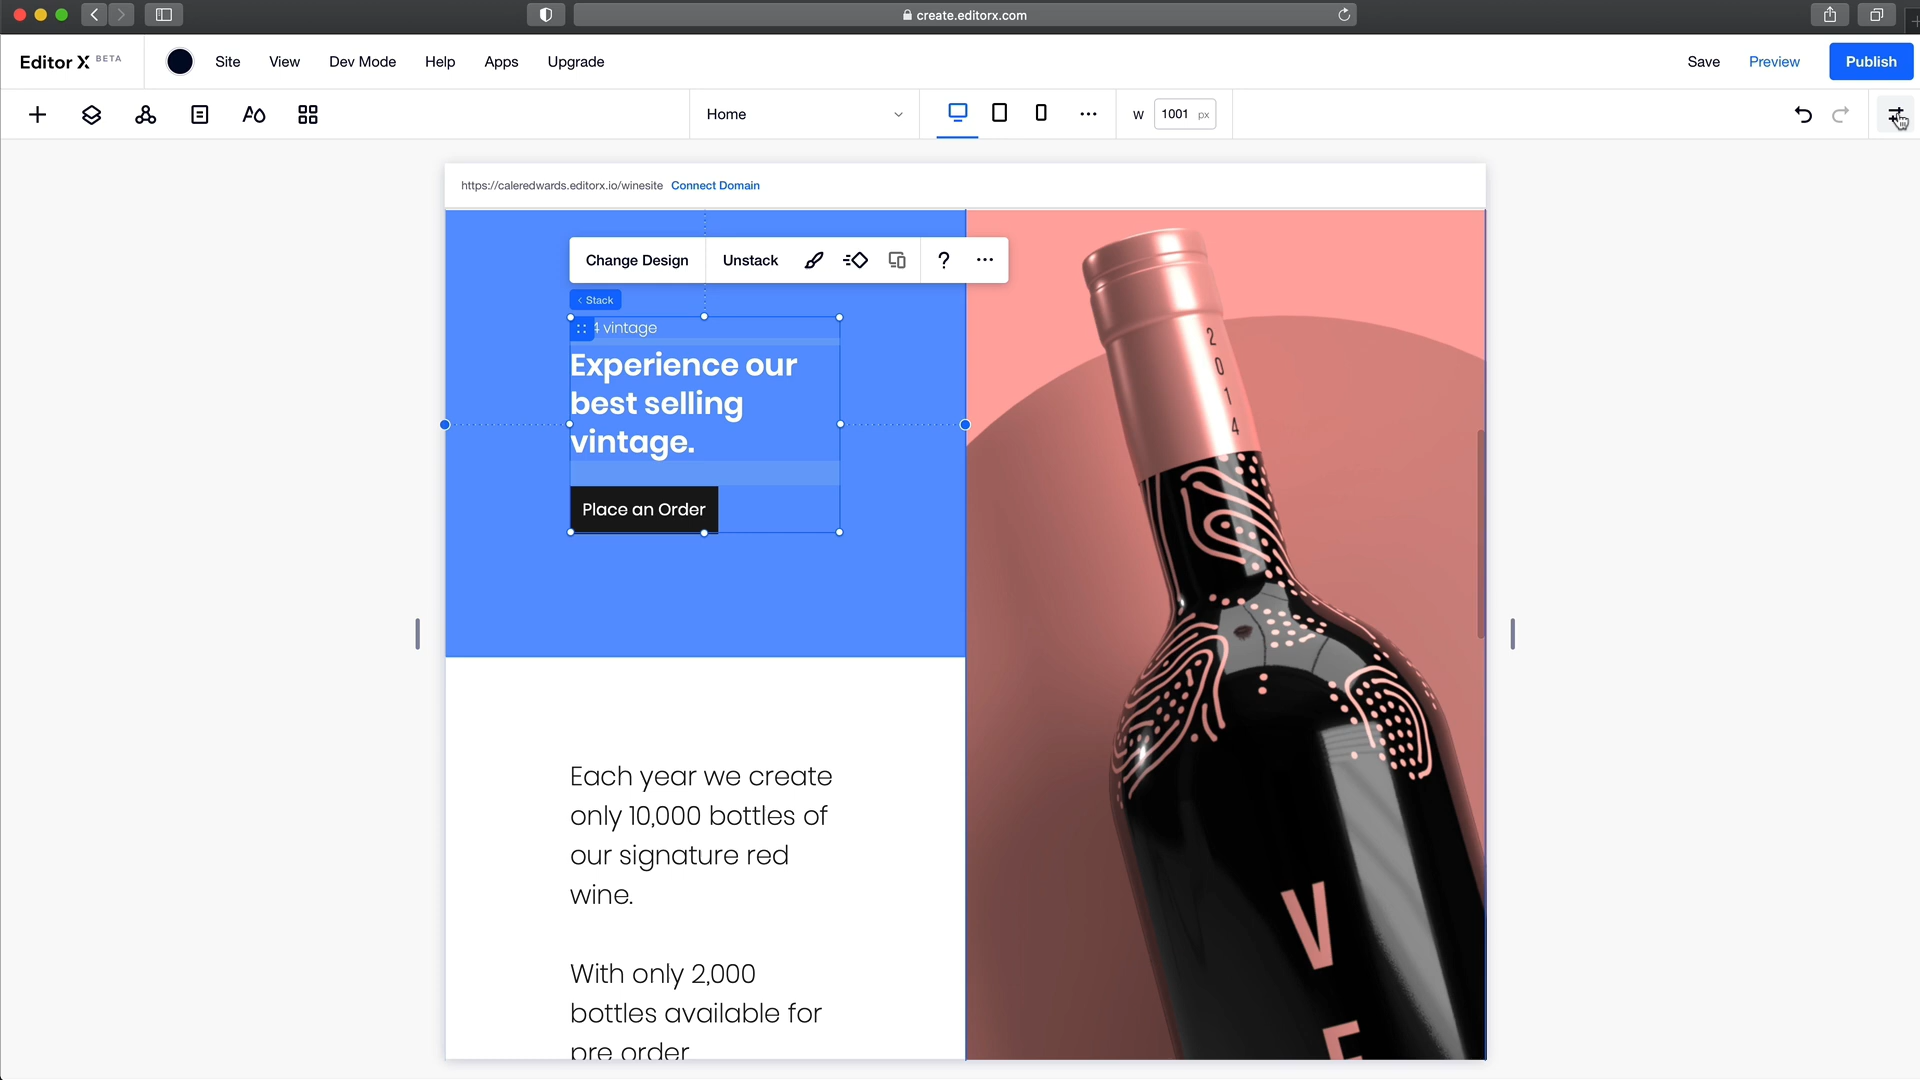 create.editorx.com
Editor X BETA
Site
View
Dev Mode
Help
Apps
Upgrade
Save
Preview
Publish
Home
W
1001 px
https://caleredwards.editorx.io/winesite Connect Domain
Change Design
Unstack
?
< Stack
4 vintage
Experience our
best selling
vintage.
Place an Order
Each year we create
only 10,000 bottles of
our signature red
wine.
With only 2,000
bottles available for
pre order
2014
V
E